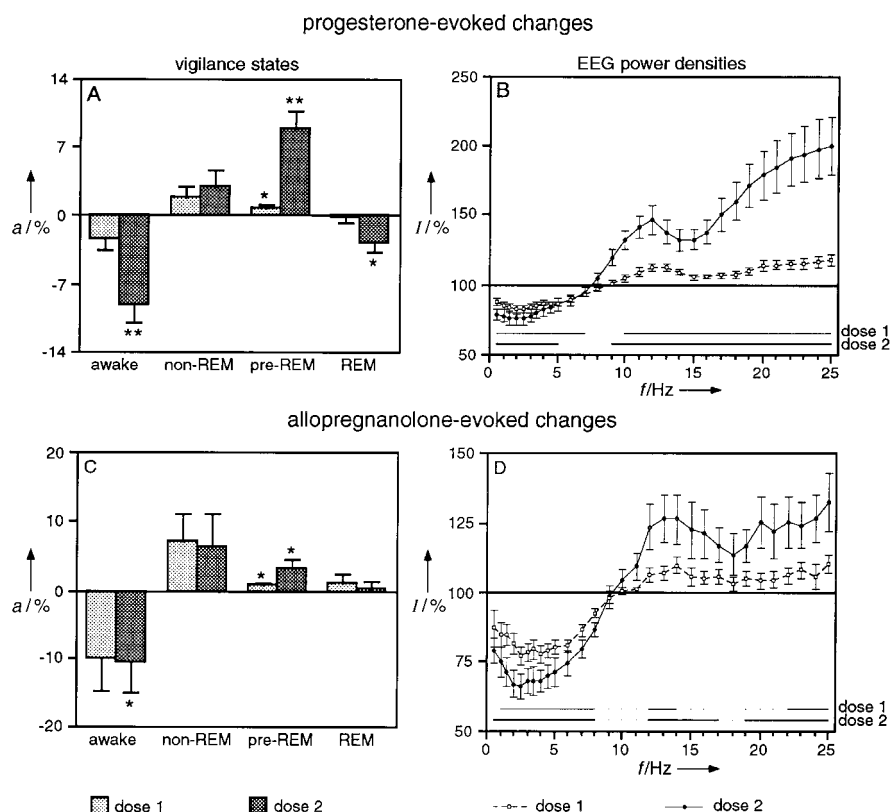 progesterone-evoked changes
vigilance states
EEG power densities
A
14
7
0
-7
-14
a / %
*
**
**
*
awake non-REM pre-REM REM
B
250
200
150
100
50
I / %
dose 1
dose 2
0 5 10 15 20 25
f/Hz
allopregnanolone-evoked changes
C
20
10
0
-10
-20
a / %
*
*
*
awake non-REM pre-REM REM
D
150
125
100
75
50
I / %
dose 1
dose 2
0 5 10 15 20 25
f/Hz
dose 1 dose 2 dose 1 dose 2